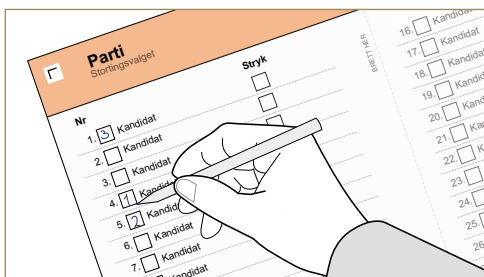 Parti
Stortingsvalget
Nr
Stryk
1. 3 Kandidat
2. Kandidat
3. Kandidat
4. 1 Kandidat
5. 2 Kandidat
6. Kandidat
7. Kandidat
BRETT HER
16. Kandidat
17. Kandidat
18. Kandidat
19. Kandidat
20. Kandidat
21.
22.
23.
24.
25.
26